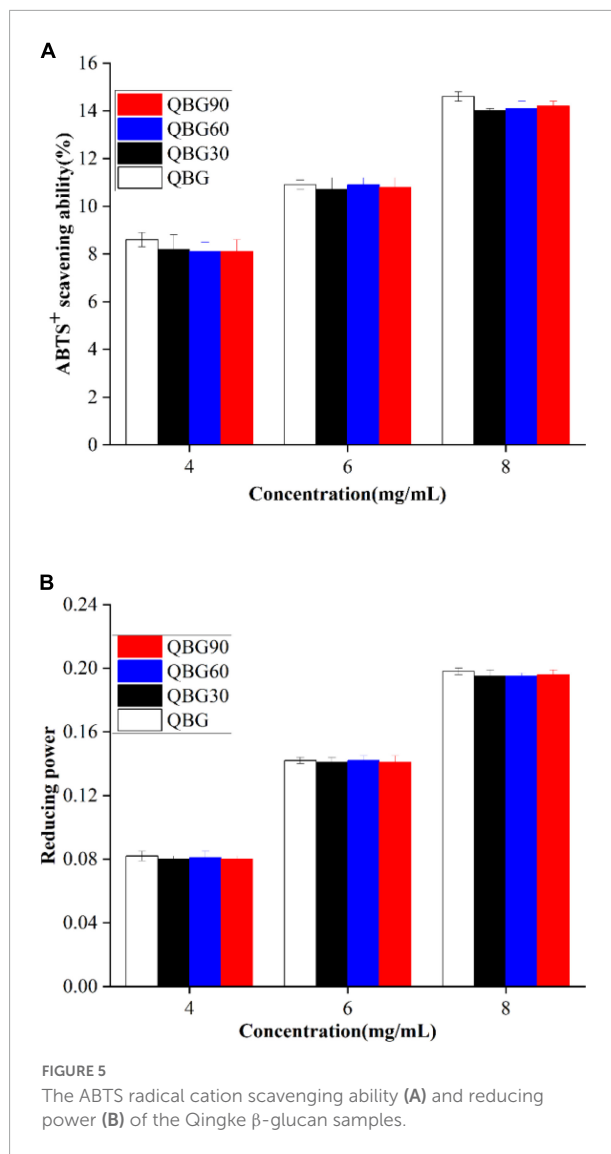 A
ABTS+ scavening ability(%)
16
14
12
10
8
6
4
2
0
QBG90
QBG60
QBG30
QBG
4 6 8
Concentration(mg/mL)
B
Reducing power
0.24
0.20
0.16
0.12
0.08
0.04
0.00
QBG90
QBG60
QBG30
QBG
4 6 8
Concentration(mg/mL)
FIGURE 5
The ABTS radical cation scavenging ability (A) and reducing
power (B) of the Qingke β-glucan samples.